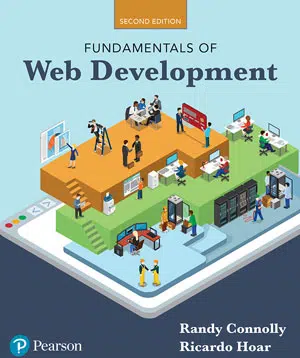 SECOND EDITION
FUNDAMENTALS OF
Web Development
Randy Connolly
Ricardo Hoar
Pearson